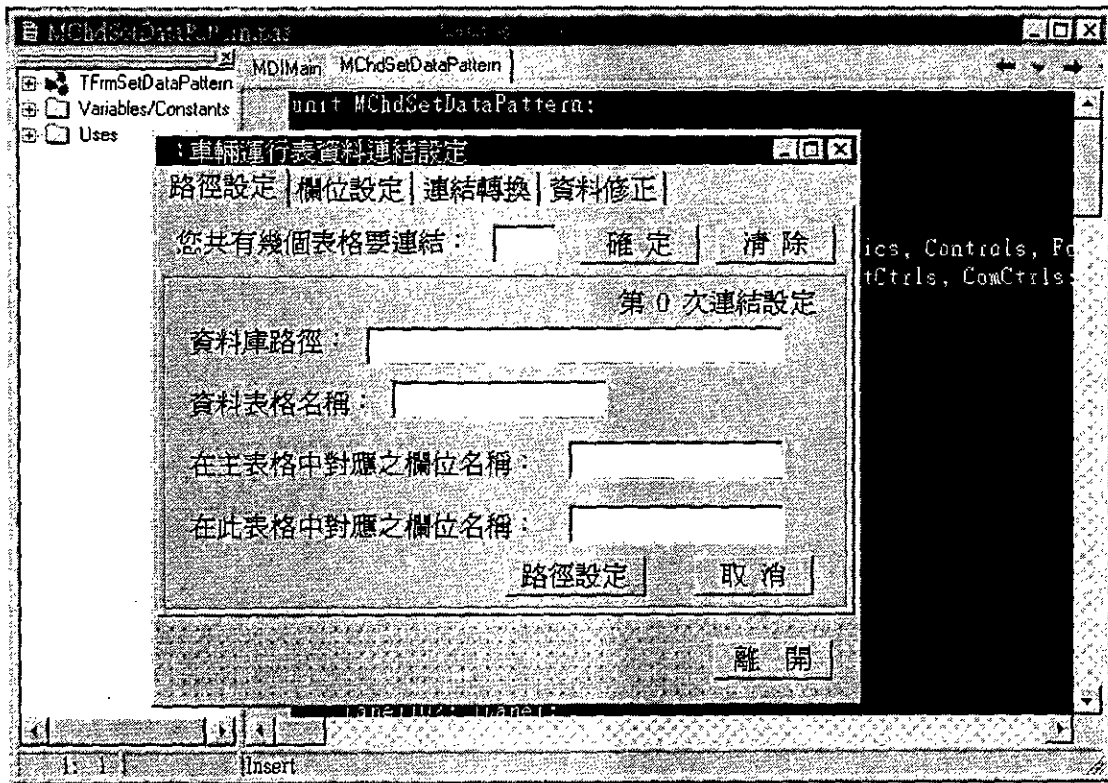 MChdSetDataPattern.pas
MDIMain MChdSetDataPattern
TFrmSetDataPattern
Variables/Constants
Uses
unit MChdSetDataPattern;
：車輛運行表資料連結設定
路徑設定 欄位設定 連結轉換 資料修正
您共有幾個表格要連結： 確 定 清 除
ics, Controls, Fo
tCtrls, ComCtrls;
第 0 次連結設定
資料庫路徑：
資料表格名稱：
在主表格中對應之欄位名稱：
在此表格中對應之欄位名稱：
路徑設定 取 消
離 開
1: 1 Insert